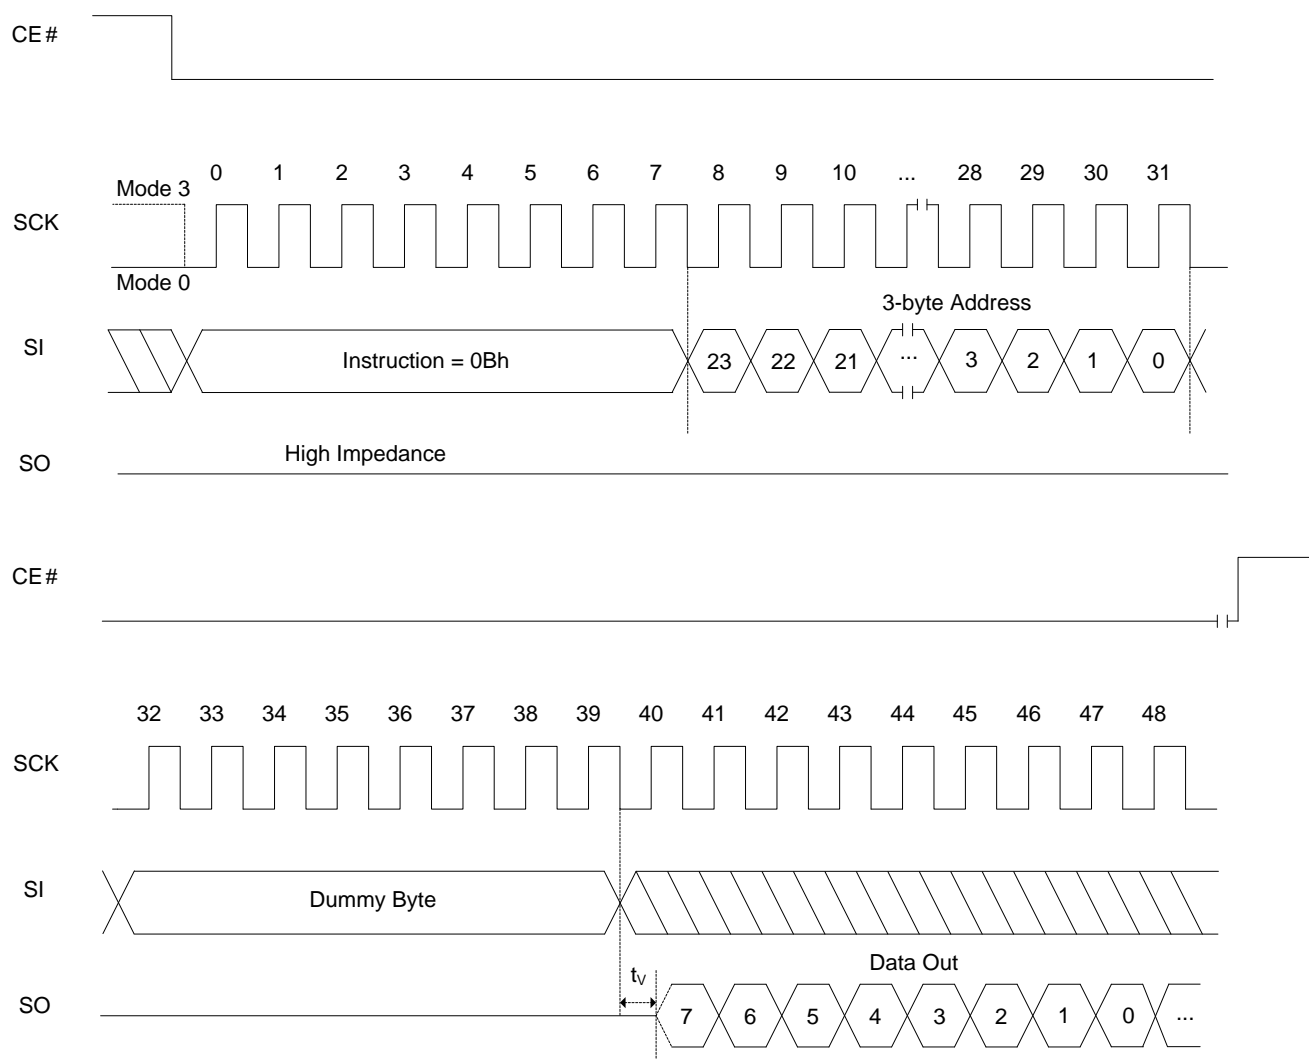 CE#
0 1 2 3 4 5 6 7 8 9 10 ... 28 29 30 31
Mode 3
SCK
Mode 0
3-byte Address
SI
Instruction = 0Bh 23 22 21 ... 3 2 1 0
High Impedance
SO
CE#
32 33 34 35 36 37 38 39 40 41 42 43 44 45 46 47 48
SCK
SI
Dummy Byte
Data Out
tV
SO
7 6 5 4 3 2 1 0 ...